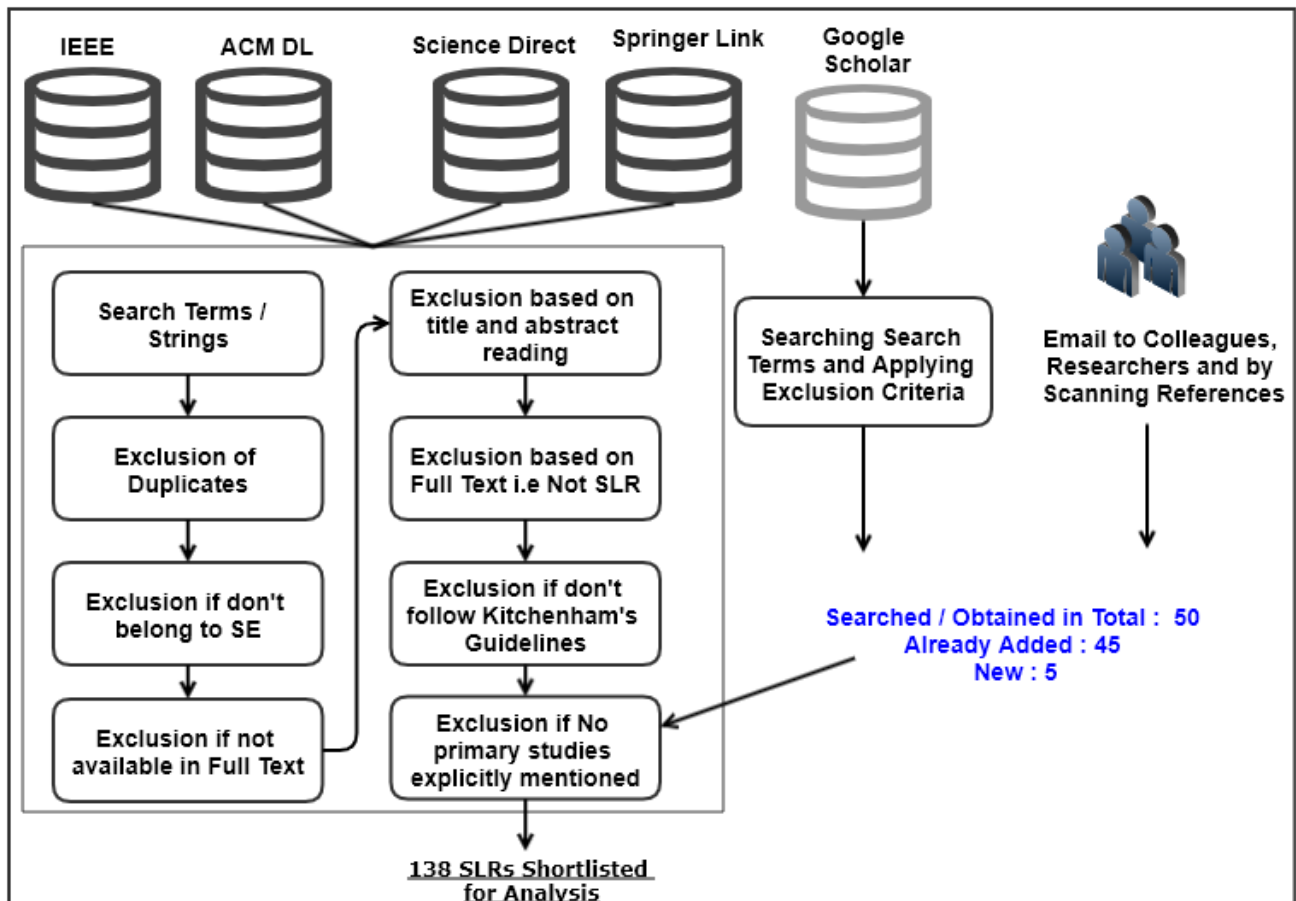 IEEE
ACM DL
Science Direct
Springer Link
Google
Scholar
Search Terms /
Strings
Exclusion of
Duplicates
Exclusion if don't
belong to SE
Exclusion if not
available in Full Text
Exclusion based on
title and abstract
reading
Exclusion based on
Full Text i.e Not SLR
Exclusion if don't
follow Kitchenham's
Guidelines
Exclusion if No
primary studies
explicitly mentioned
Searching Search
Terms and Applying
Exclusion Criteria
Email to Colleagues,
Researchers and by
Scanning References
Searched / Obtained in Total : 50
Already Added : 45
New : 5
138 SLRs Shortlisted
for Analysis